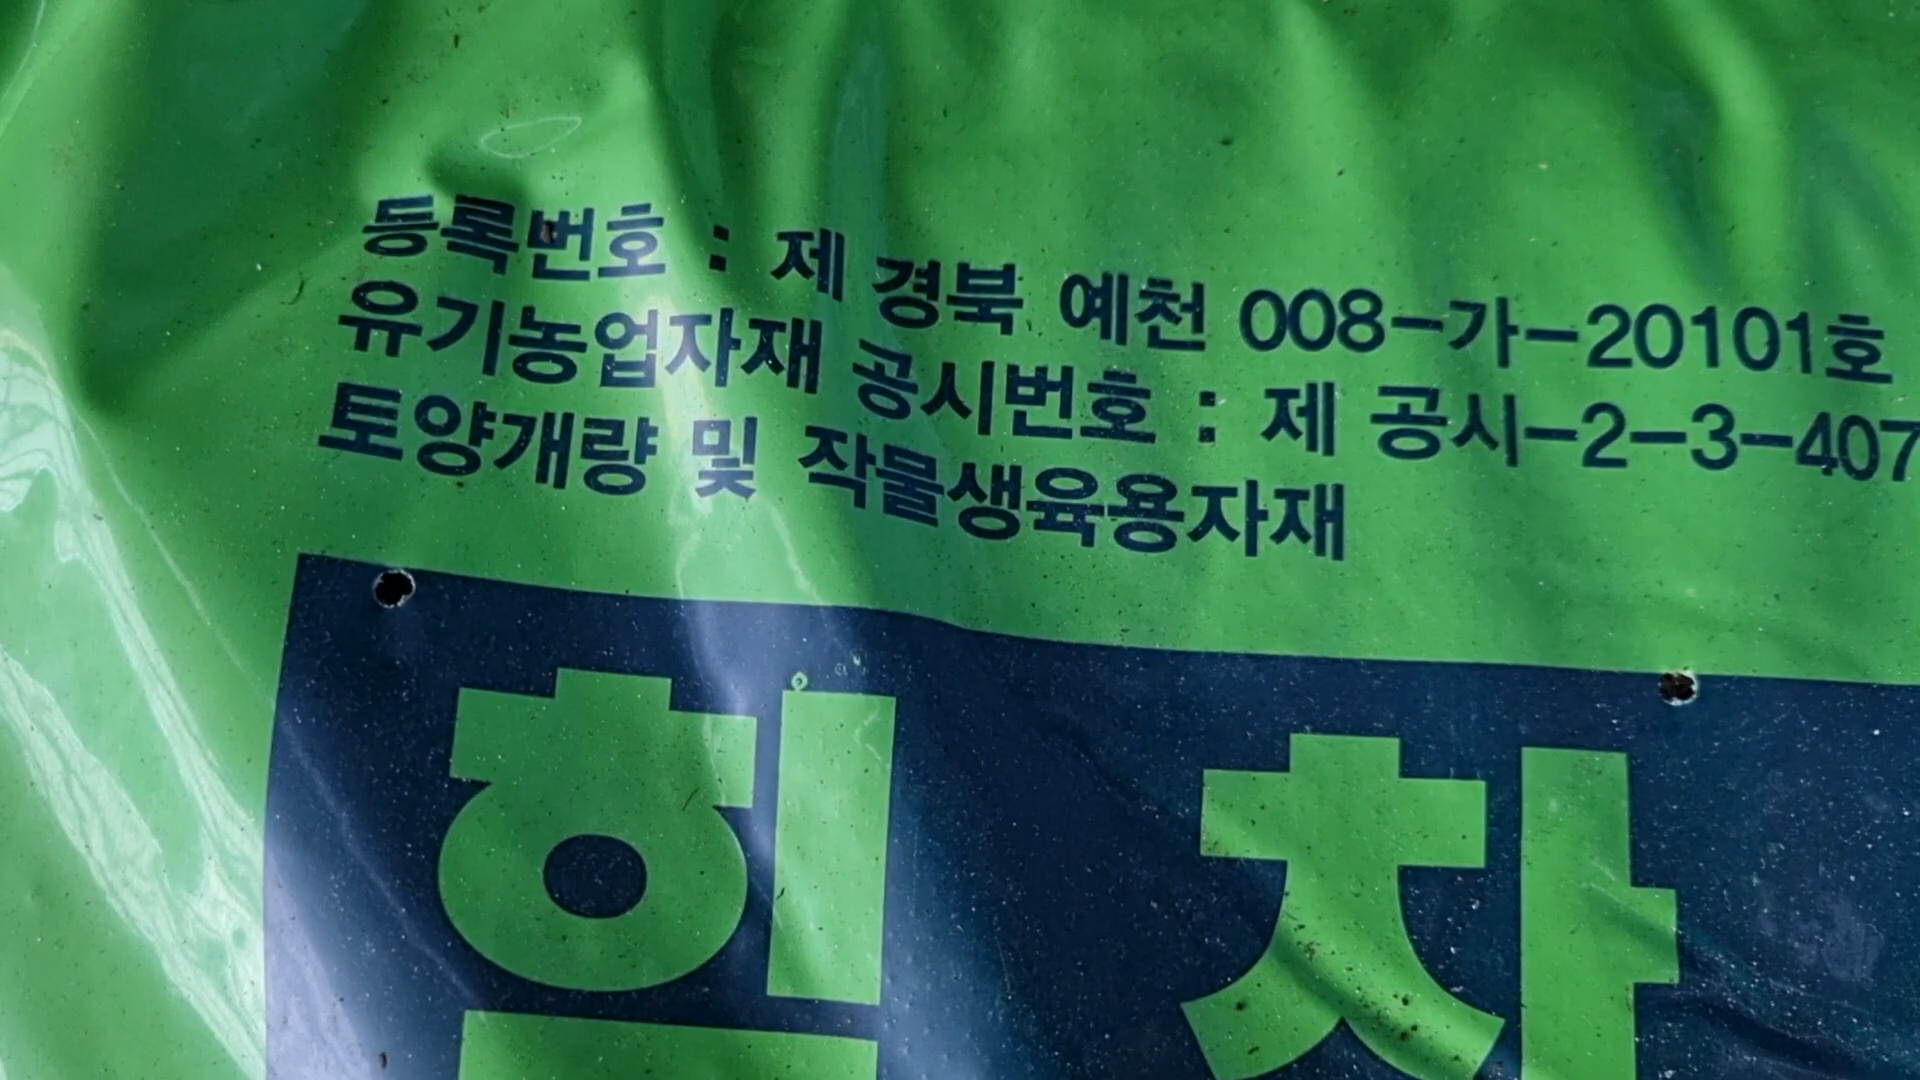 등록번호 : 제 경북 예천 008-가-20101호
유기농업자재 공시번호 : 제 공시-2-3-407
토양개량 및 작물생육용자재